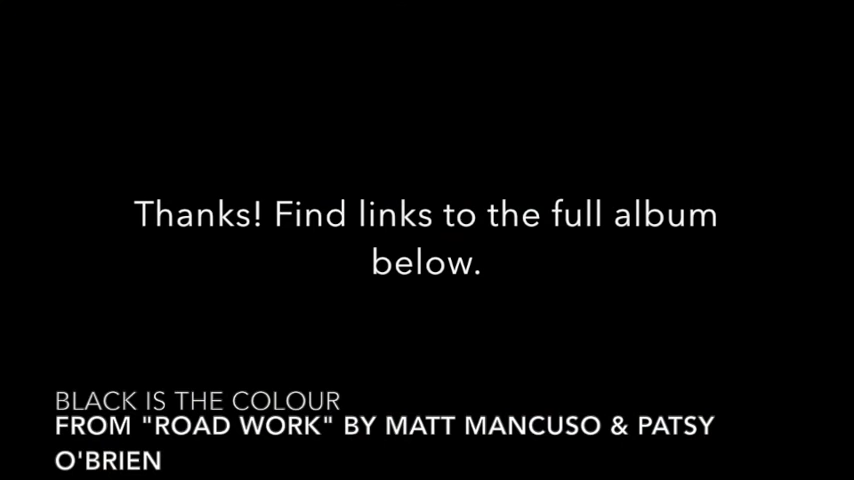 Thanks! Find links to the full album
below.
BLACK IS THE COLOUR
FROM "ROAD WORK" BY MATT MANCUSO & PATSY
O'BRIEN